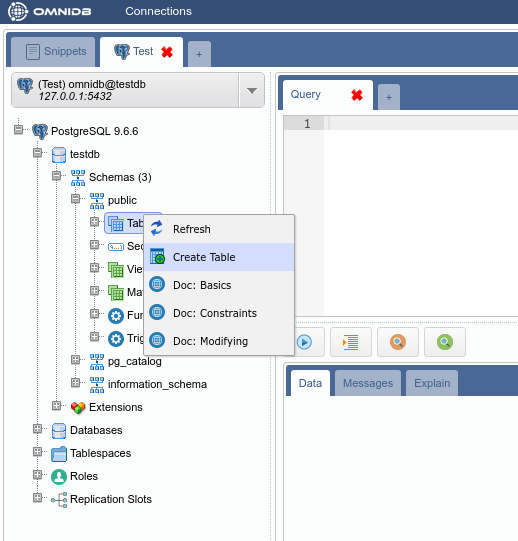 OMNIDB Connections
Snippets Test +
(Test) omnidb@testdb
127.0.0.1:5432
Query +
1
PostgreSQL 9.6.6
testdb
Schemas (3)
public
Tab
Refresh
Create Table
Sec
Doc: Basics
Vie
Doc: Constraints
Mat
Doc: Modifying
Fun
Trig
pg_catalog
information_schema
Extensions
Databases
Tablespaces
Roles
Replication Slots
Data Messages Explain